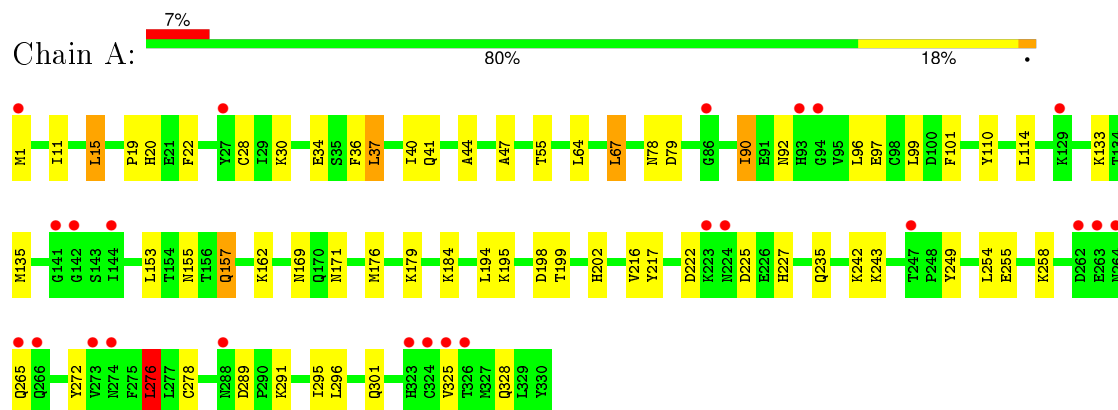 7%
Chain A:
80% 18% •
M1 I11 L15 P19 H20 E21 F22 Y27 C28 I29 K30 E34 S35 F36 L37 I40 Q41 A44 A47 T55 L64 L67 N78 D79 G86 I90 E91 N92 H93 G94 V95 L96 E97 C98 L99 D100 F101 Y110 L114 K129 K133 T134
M135 G141 G142 S143 I144 L153 T154 N155 T156 Q157 K162 N169 Q170 N171 M176 K179 K184 L194 K195 D198 T199 H202 V216 Y217 D222 K223 N224 D225 E226 H227 Q235 K242 K243 T247 P248 Y249 L254 E255 K258 D262 E263 N264
Q265 Q266 Y272 V273 N274 F275 L276 L277 C278 N288 D289 P290 K291 I295 L296 Q301 H323 C324 V325 T326 M327 Q328 L329 Y330